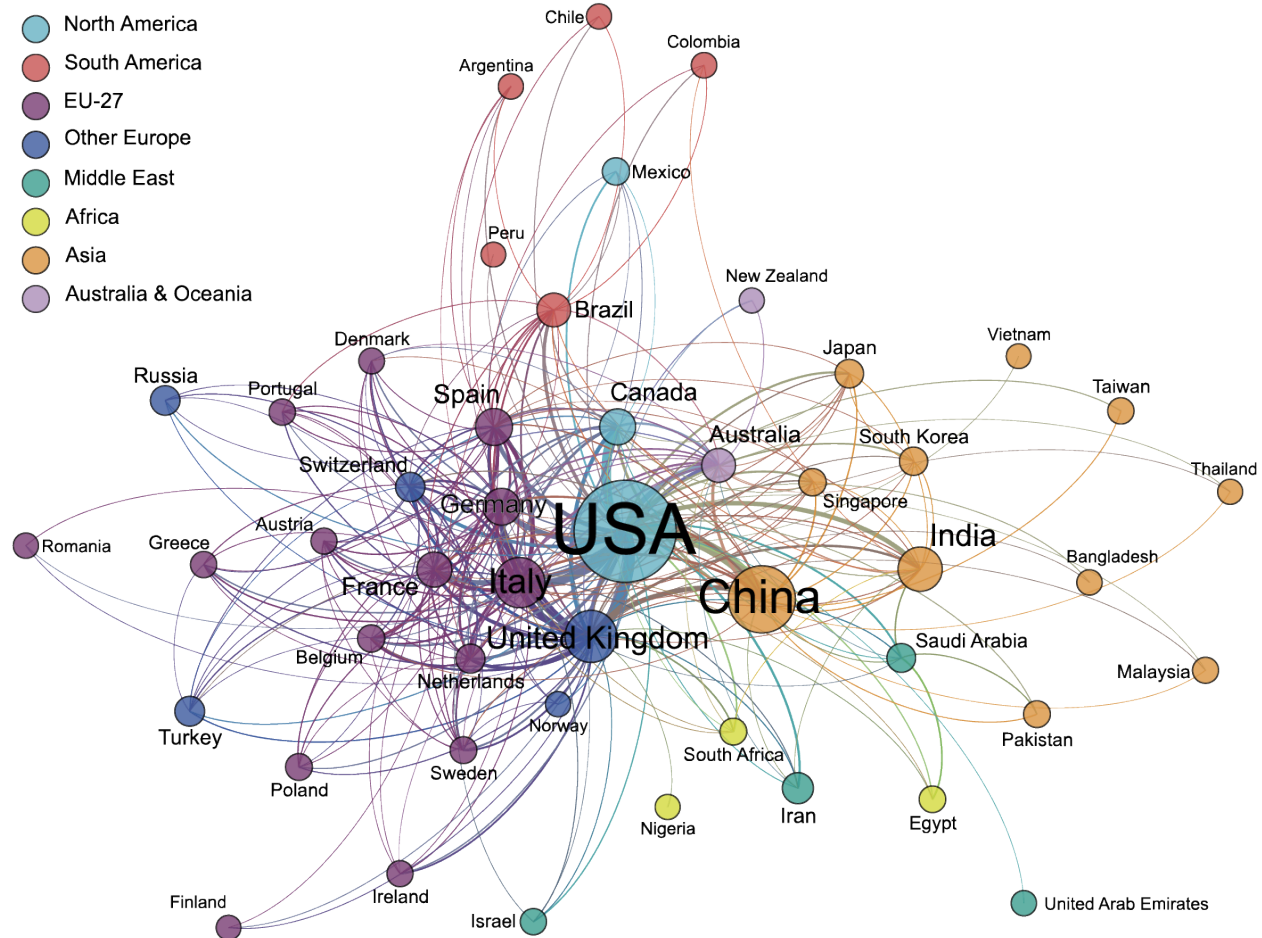 North America
South America
EU-27
Other Europe
Middle East
Africa
Asia
Australia & Oceania
Chile
Colombia
Argentina
Mexico
Peru
New Zealand
Brazil
Denmark
Vietnam
Japan
Russia
Portugal
Spain
Canada
Taiwan
Australia
South Korea
Switzerland
Thailand
Germany
Singapore
USA
Austria
India
Romania
Greece
Bangladesh
France
Italy
China
United Kingdom
Saudi Arabia
Belgium
Netherlands
Malaysia
Norway
Turkey
Pakistan
South Africa
Sweden
Poland
Iran
Egypt
Nigeria
Ireland
Finland
Israel
United Arab Emirates